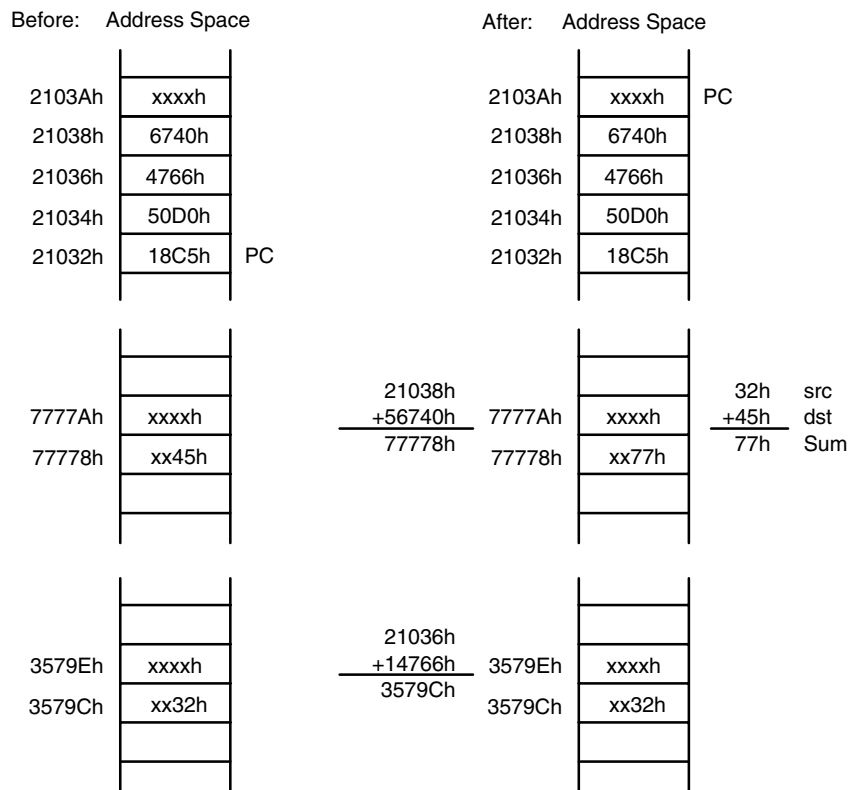 Before: Address Space
After: Address Space
2103Ah xxxxh
2103Ah xxxxh PC
21038h 6740h
21038h 6740h
21036h 4766h
21036h 4766h
21034h 50D0h
21034h 50D0h
21032h 18C5h PC
21032h 18C5h
21038h
32h src
7777Ah xxxxh
+56740h
7777Ah xxxxh
+45h dst
77778h
77h Sum
77778h xx45h
77778h xx77h
21036h
3579Eh xxxxh
+14766h
3579Eh xxxxh
3579Ch
3579Ch xx32h
3579Ch xx32h